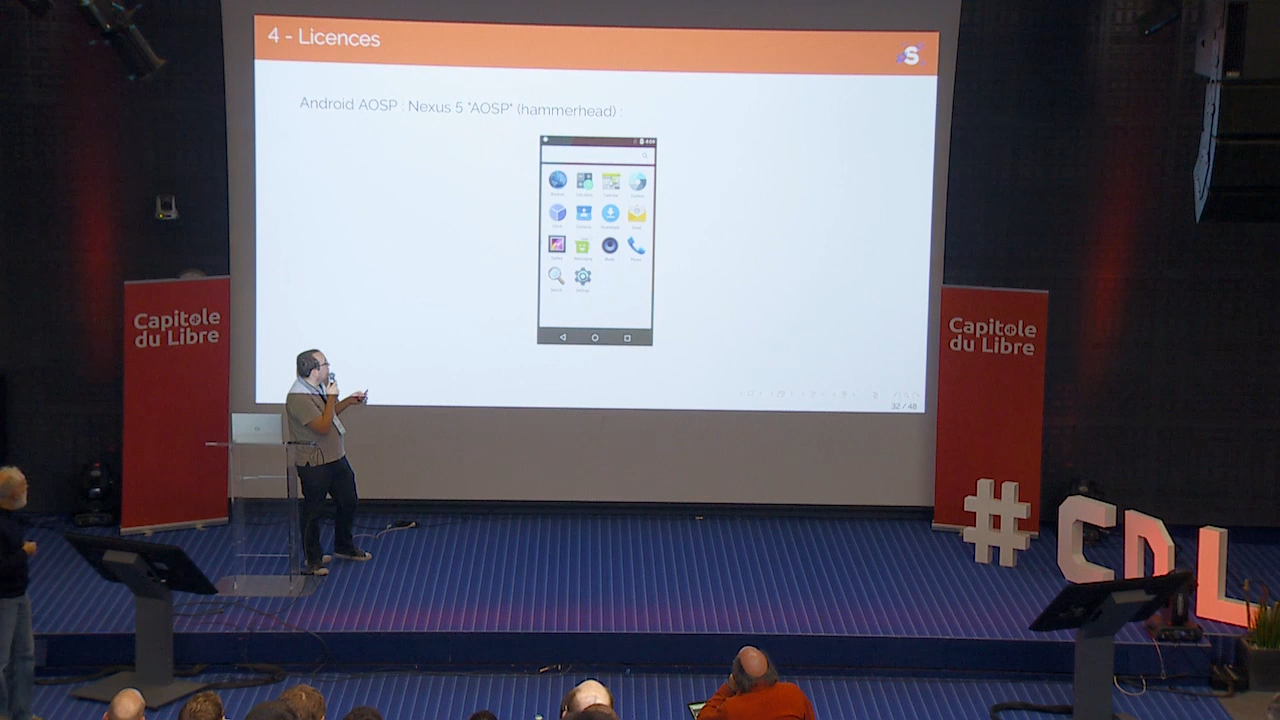 4 - Licences
S
Android AOSP : Nexus 5 "AOSP" (hammerhead) :
32 / 48
Capitole
du Libre
Capitole
du Libre
#CDL